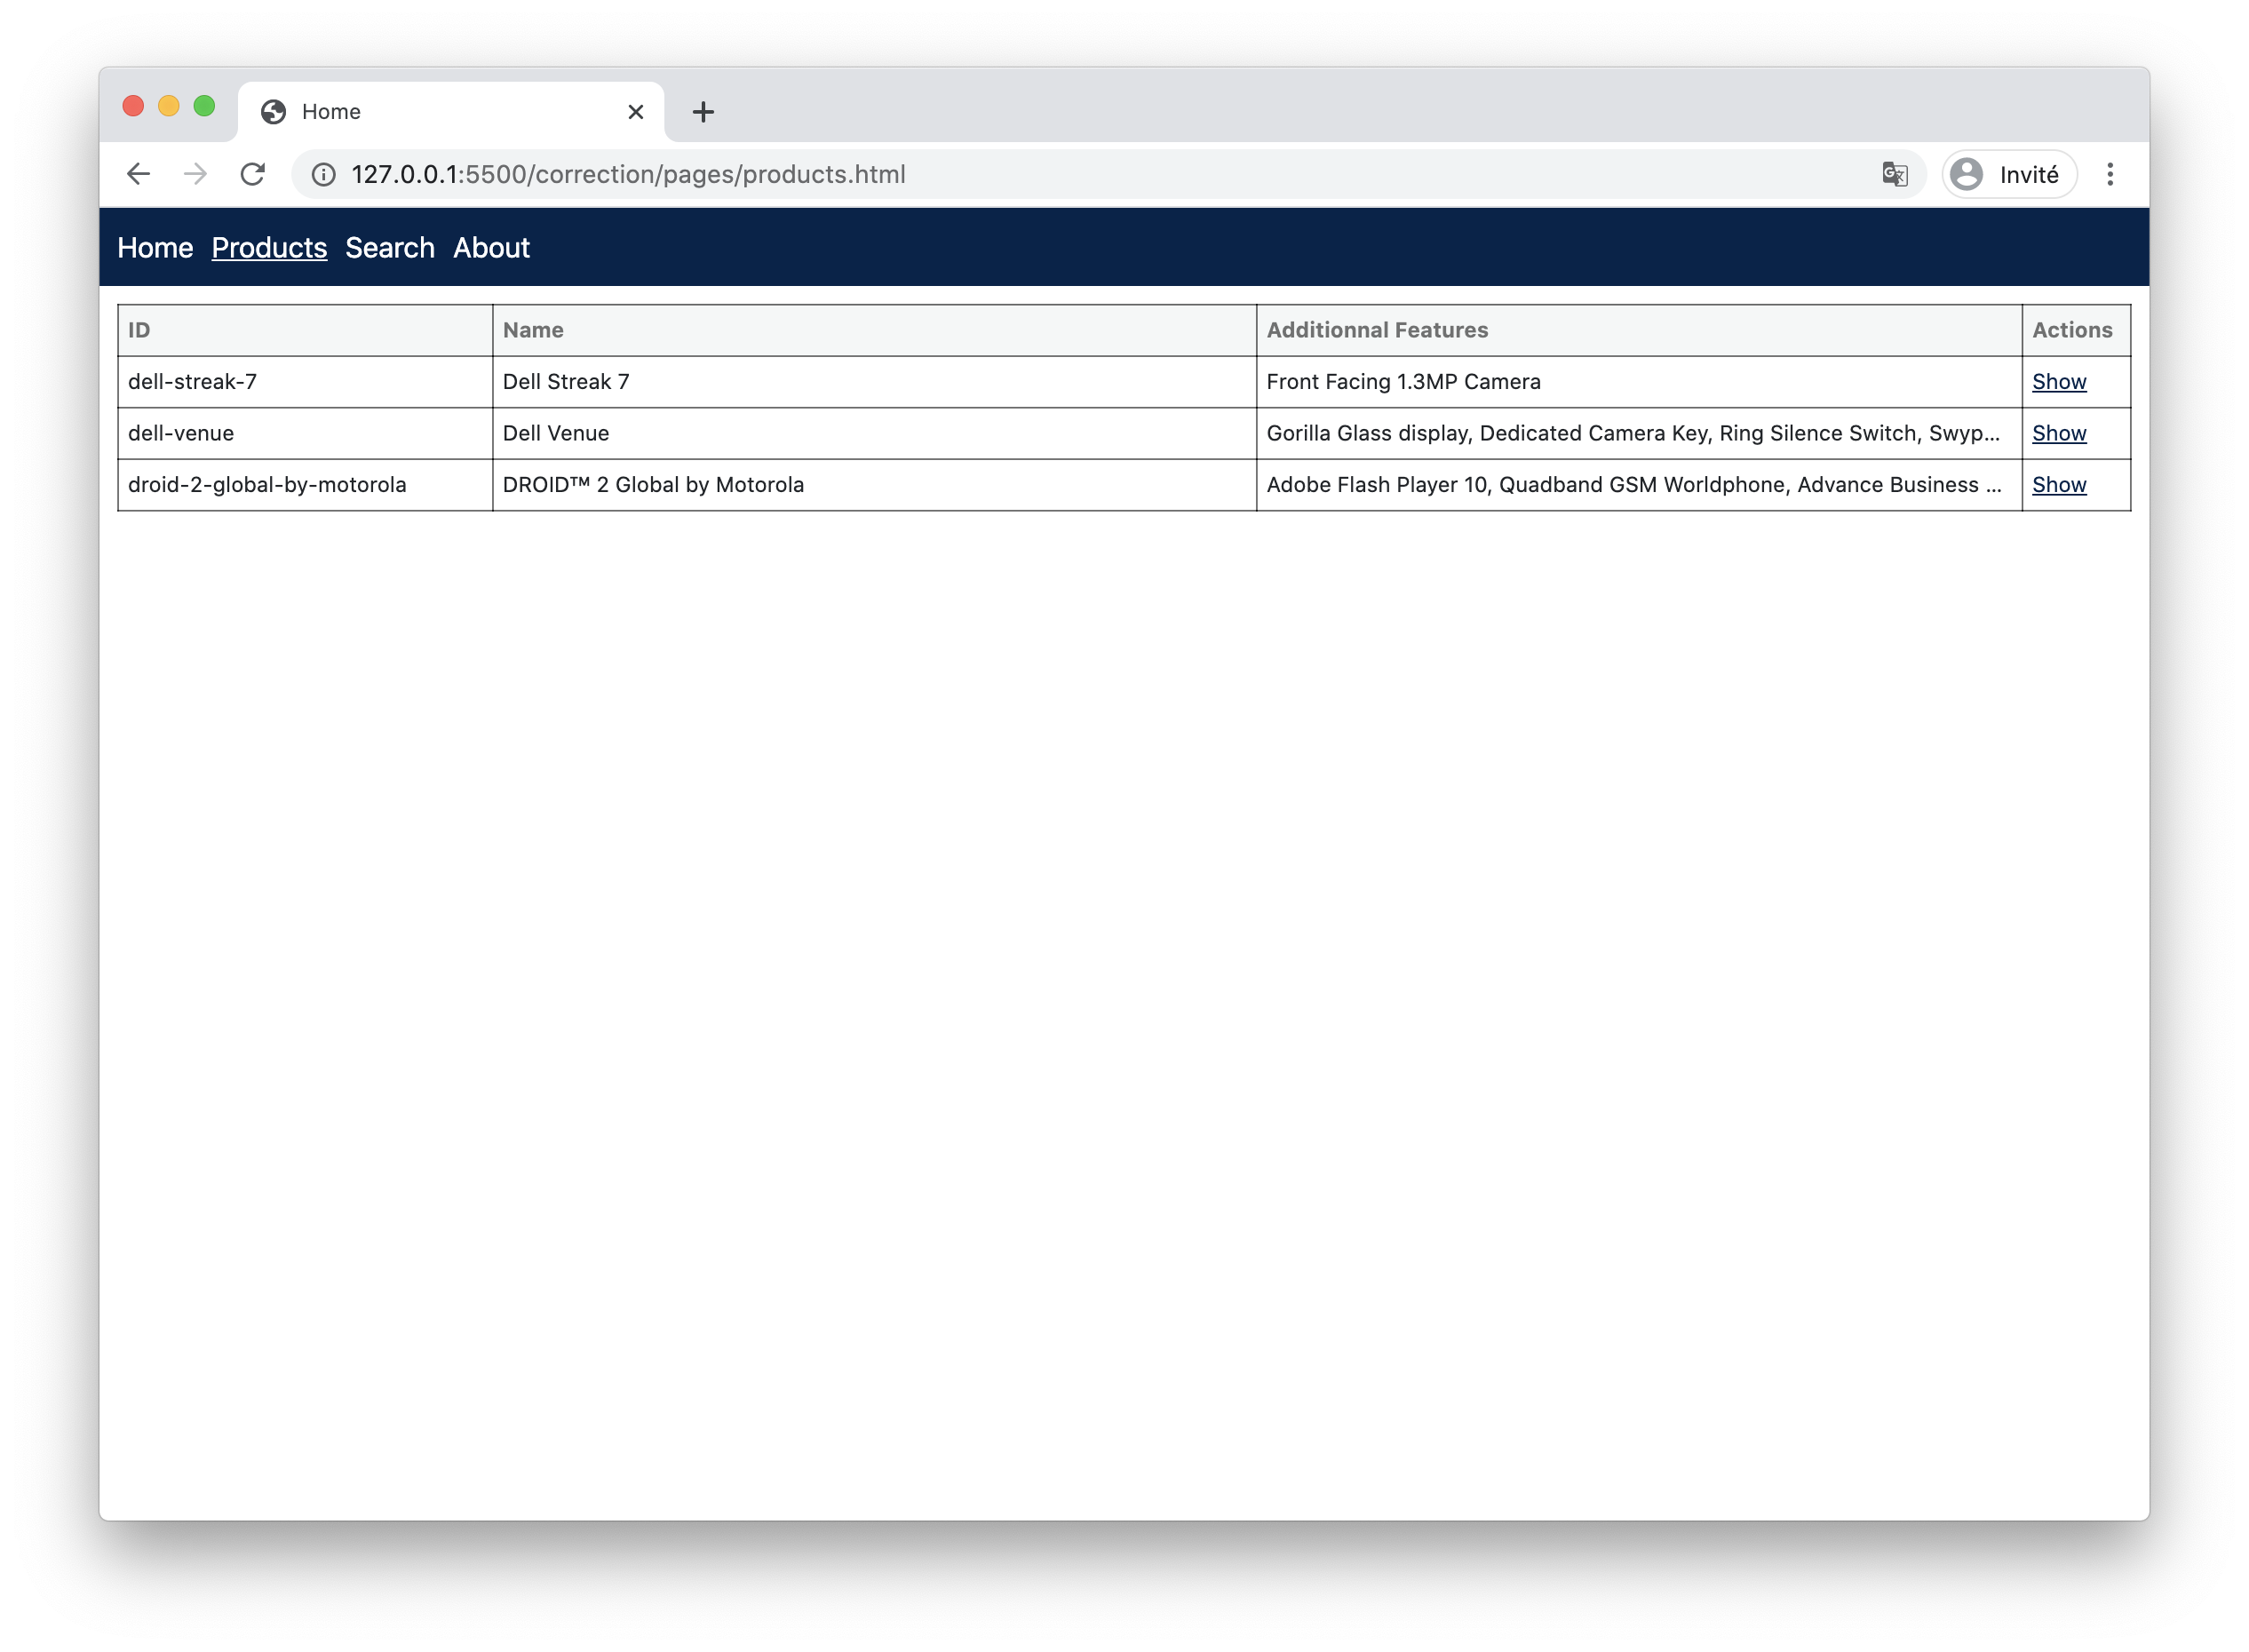 Home
127.0.0.1:5500/correction/pages/products.html Invité
Home Products Search About
ID Name Additionnal Features Actions
dell-streak-7 Dell Streak 7 Front Facing 1.3MP Camera Show
dell-venue Dell Venue Gorilla Glass display, Dedicated Camera Key, Ring Silence Switch, Swyp... Show
droid-2-global-by-motorola DROID™ 2 Global by Motorola Adobe Flash Player 10, Quadband GSM Worldphone, Advance Business ... Show